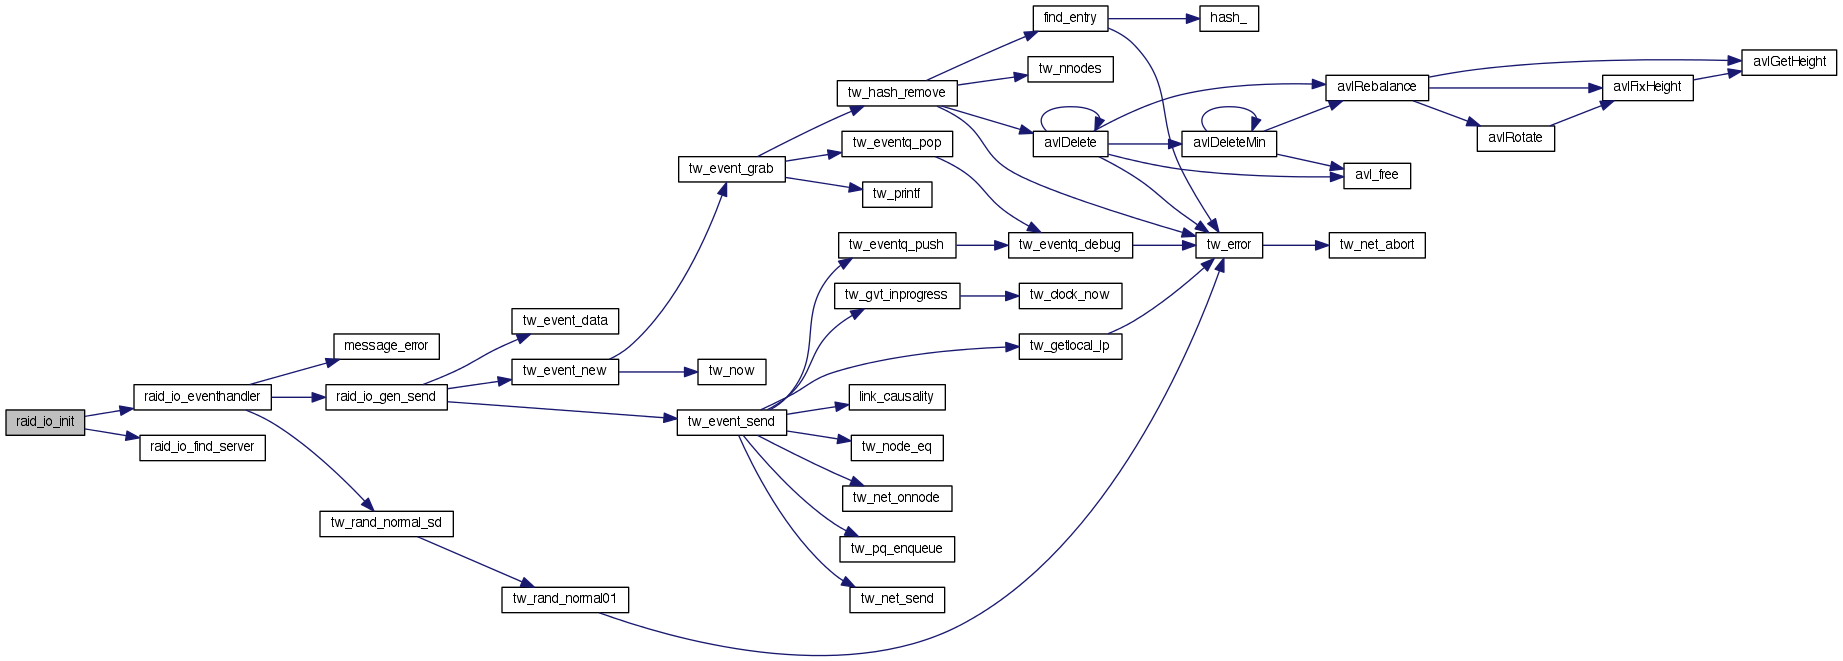 raid_io_init
raid_io_eventhandler
raid_io_find_server
message_error
raid_io_gen_send
tw_rand_normal_sd
tw_event_data
tw_event_new
tw_rand_normal01
tw_event_grab
tw_now
tw_event_send
tw_hash_remove
tw_eventq_pop
tw_printf
tw_eventq_push
tw_gvt_inprogress
link_causality
tw_node_eq
tw_net_onnode
tw_pq_enqueue
tw_net_send
find_entry
tw_nnodes
avlDelete
tw_eventq_debug
tw_clock_now
tw_getlocal_lp
hash_
avlDeleteMin
tw_error
avlRebalance
avl_free
tw_net_abort
avlRotate
avlFixHeight
avlGetHeight